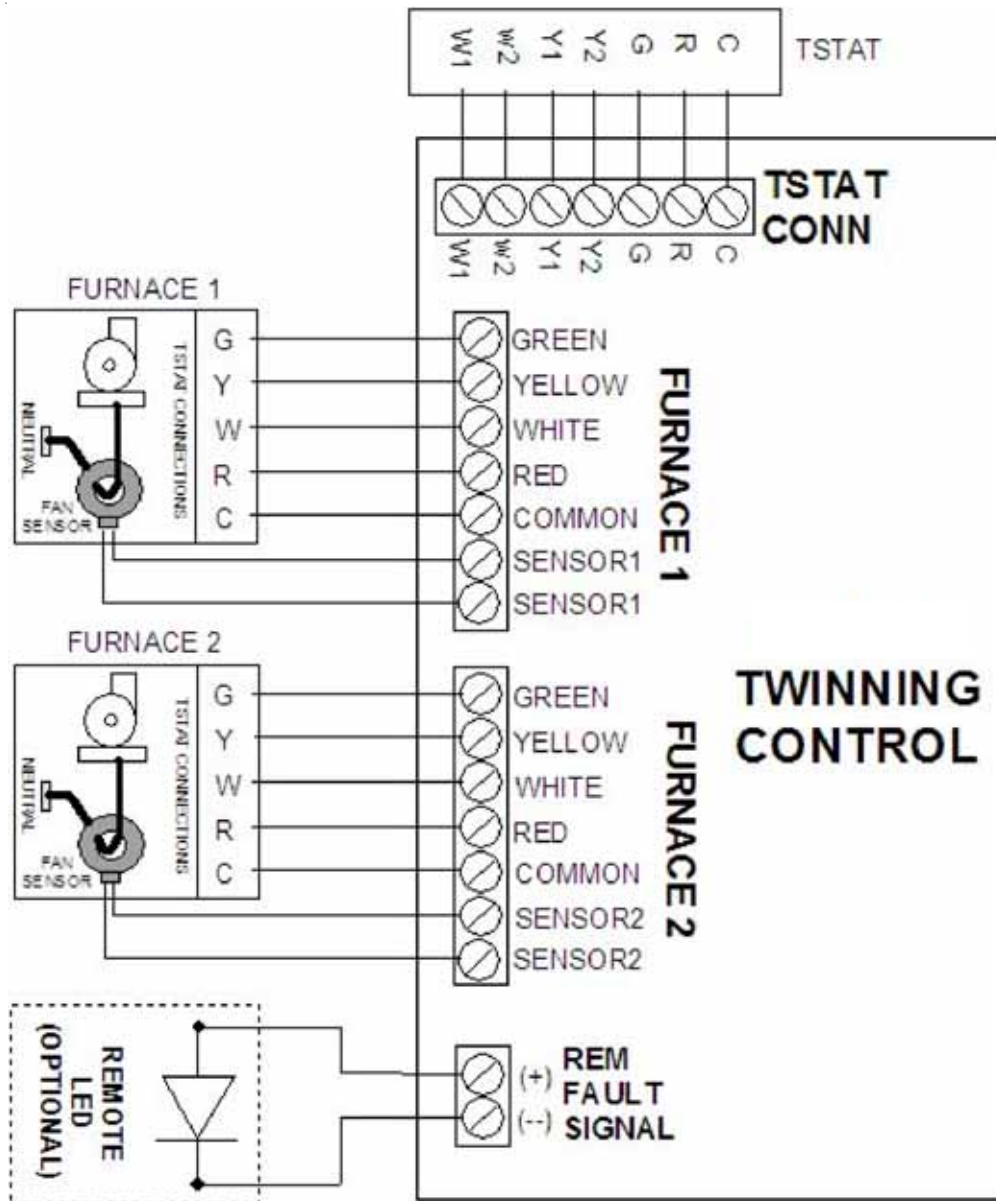 W1 W2 Y1 Y2 G R C
TSTAT
TSTAT
CONN
W1 W2 Y1 Y2 G R C
FURNACE 1
G
Y
W
R
C
TSTAT CONNECTIONS
NEUTRAL
FAN
SENSOR
GREEN
YELLOW
WHITE
RED
COMMON
SENSOR1
SENSOR1
FURNACE 1
FURNACE 2
G
Y
W
R
C
TSTAT CONNECTIONS
NEUTRAL
FAN
SENSOR
GREEN
YELLOW
WHITE
RED
COMMON
SENSOR2
SENSOR2
FURNACE 2
TWINNING
CONTROL
REMOTE
LED
(OPTIONAL)
(+)
(--)
REM
FAULT
SIGNAL